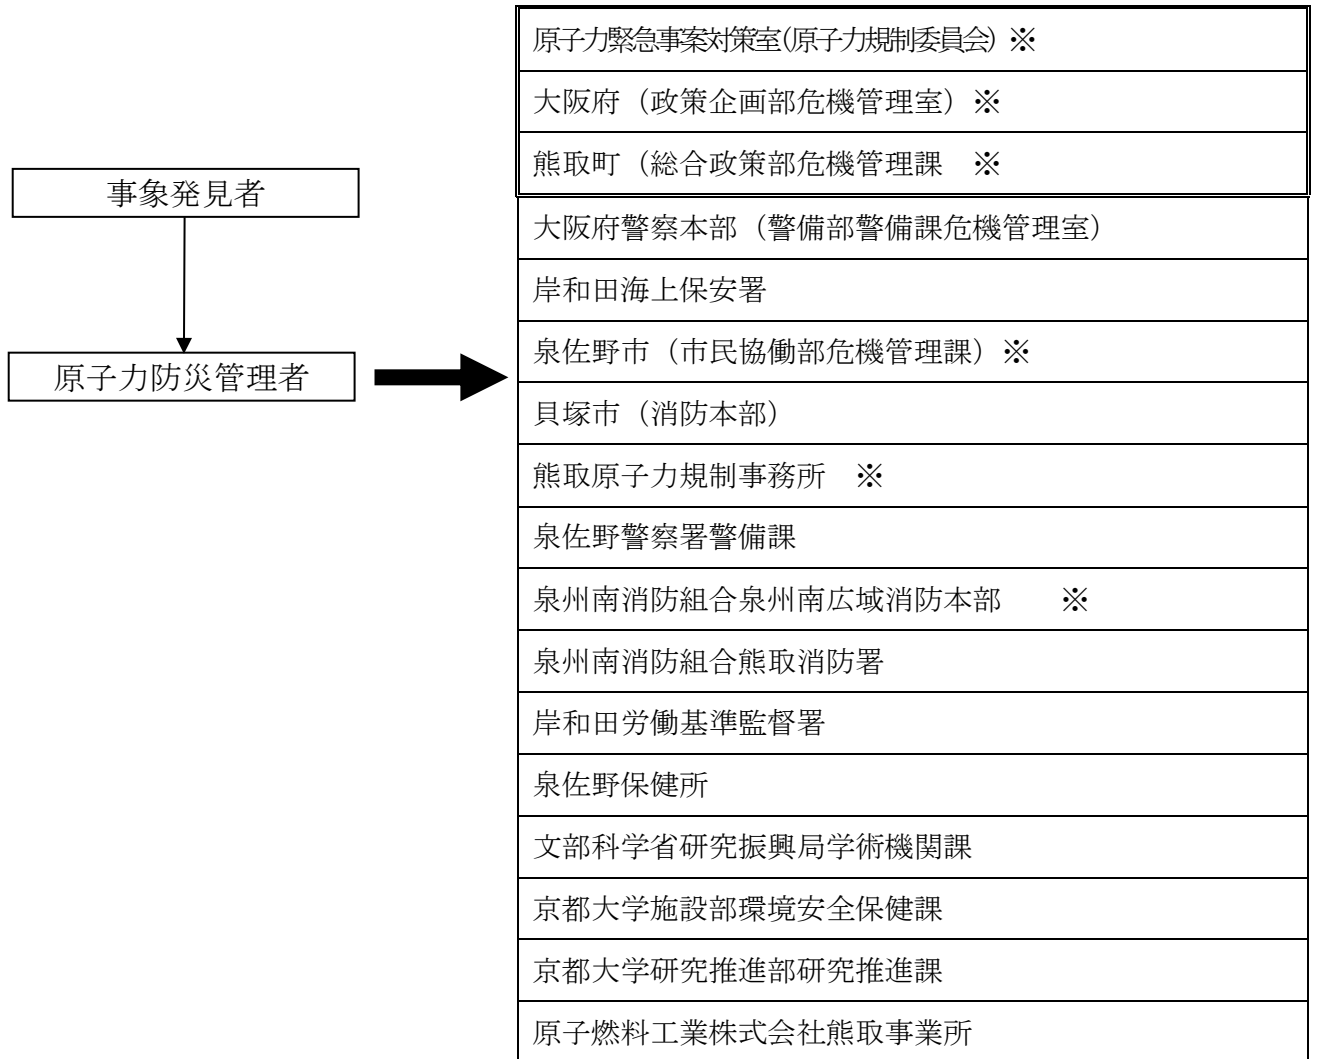 事象発見者
原子力防災管理者
原子力緊急事案対策室(原子力規制委員会) ※
大阪府（政策企画部危機管理室）※
熊取町（総合政策部危機管理課　※
大阪府警察本部（警備部警備課危機管理室）
岸和田海上保安署
泉佐野市（市民協働部危機管理課）※
貝塚市（消防本部）
熊取原子力規制事務所　※
泉佐野警察署警備課
泉州南消防組合泉州南広域消防本部　　※
泉州南消防組合熊取消防署
岸和田労働基準監督署
泉佐野保健所
文部科学省研究振興局学術機関課
京都大学施設部環境安全保健課
京都大学研究推進部研究推進課
原子燃料工業株式会社熊取事業所